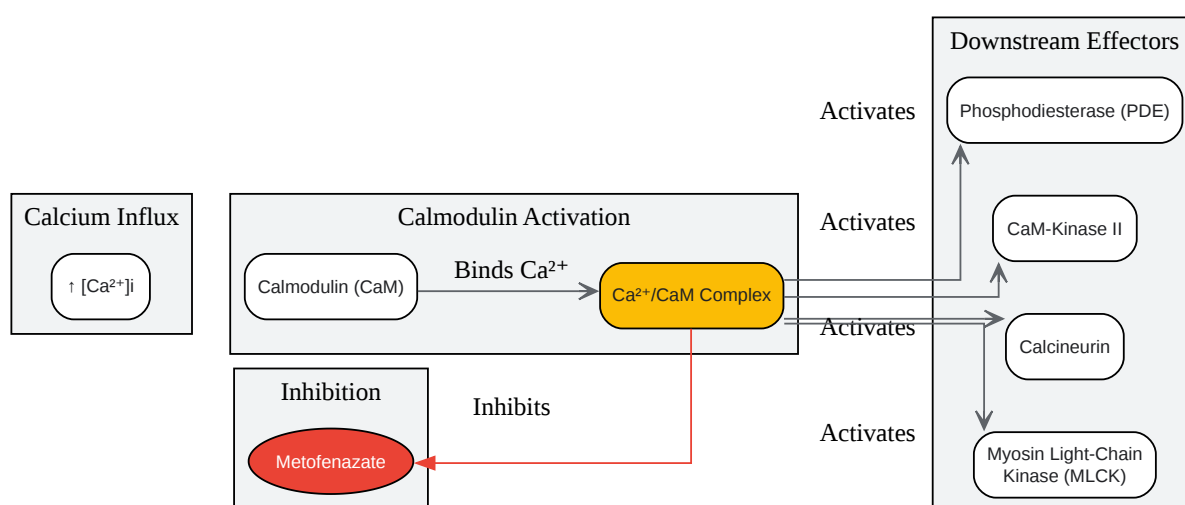 Calcium Influx
↑ [Ca²⁺]i
Calmodulin Activation
Calmodulin (CaM)
Binds Ca²⁺
Ca²⁺/CaM Complex
Inhibition
Metofenazate
Inhibits
Activates
Activates
Activates
Activates
Downstream Effectors
Phosphodiesterase (PDE)
CaM-Kinase II
Calcineurin
Myosin Light-Chain
Kinase (MLCK)